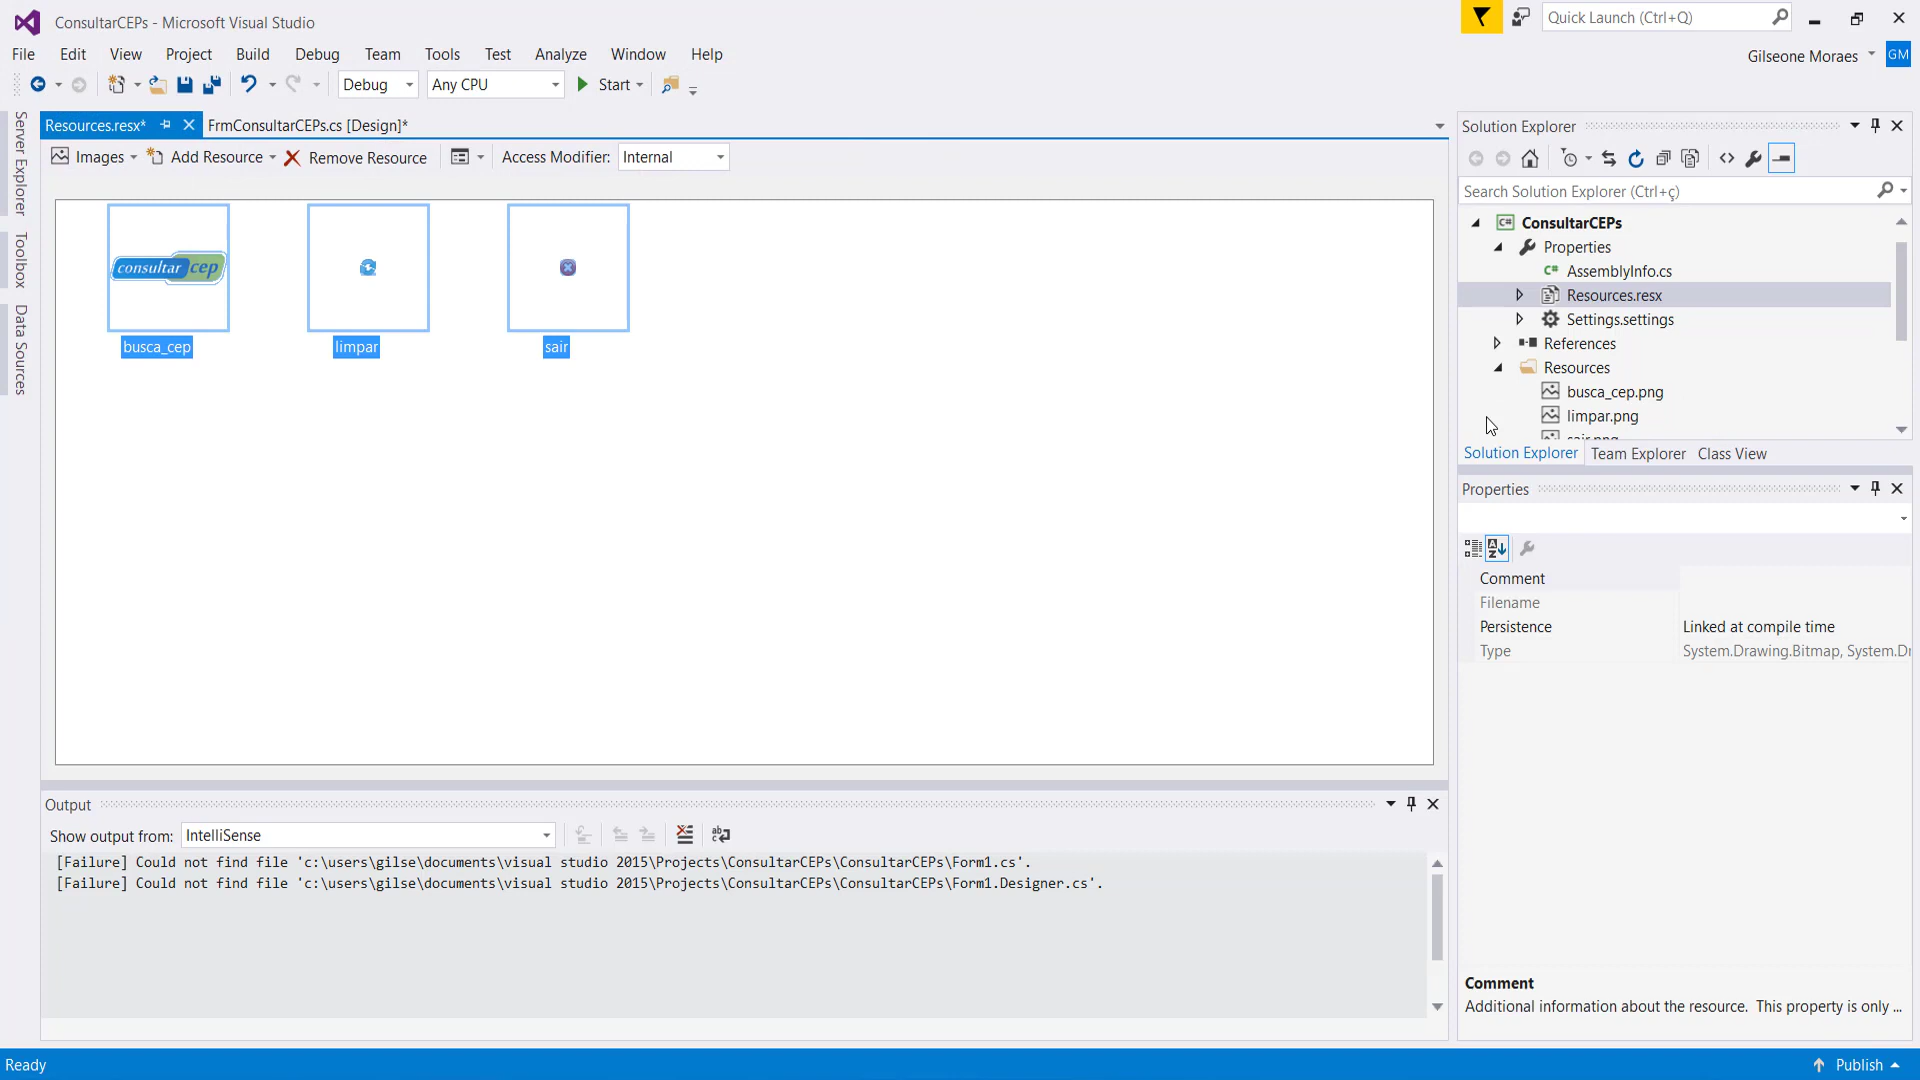 ConsultarCEPs - Microsoft Visual Studio
Quick Launch (Ctrl+Q)
File Edit View Project Build Debug Team Tools Test Analyze Window Help
Gilseone Moraes
GM
Debug Any CPU Start
Server Explorer
Toolbox
Data Sources
Resources.resx* FrmConsultarCEPs.cs [Design]*
Images Add Resource Remove Resource Access Modifier: Internal
consultar cep
busca_cep limpar sair
Output
Show output from: IntelliSense
[Failure] Could not find file 'c:\users\gilse\documents\visual studio 2015\Projects\ConsultarCEPs\ConsultarCEPs\Form1.cs'.
[Failure] Could not find file 'c:\users\gilse\documents\visual studio 2015\Projects\ConsultarCEPs\ConsultarCEPs\Form1.Designer.cs'.
Solution Explorer
Search Solution Explorer (Ctrl+ç)
ConsultarCEPs
Properties
AssemblyInfo.cs
Resources.resx
Settings.settings
References
Resources
busca_cep.png
limpar.png
sair.png
Solution Explorer Team Explorer Class View
Properties
Comment
Filename
Persistence Linked at compile time
Type System.Drawing.Bitmap, System.Dr
Comment
Additional information about the resource. This property is only ...
Ready
Publish